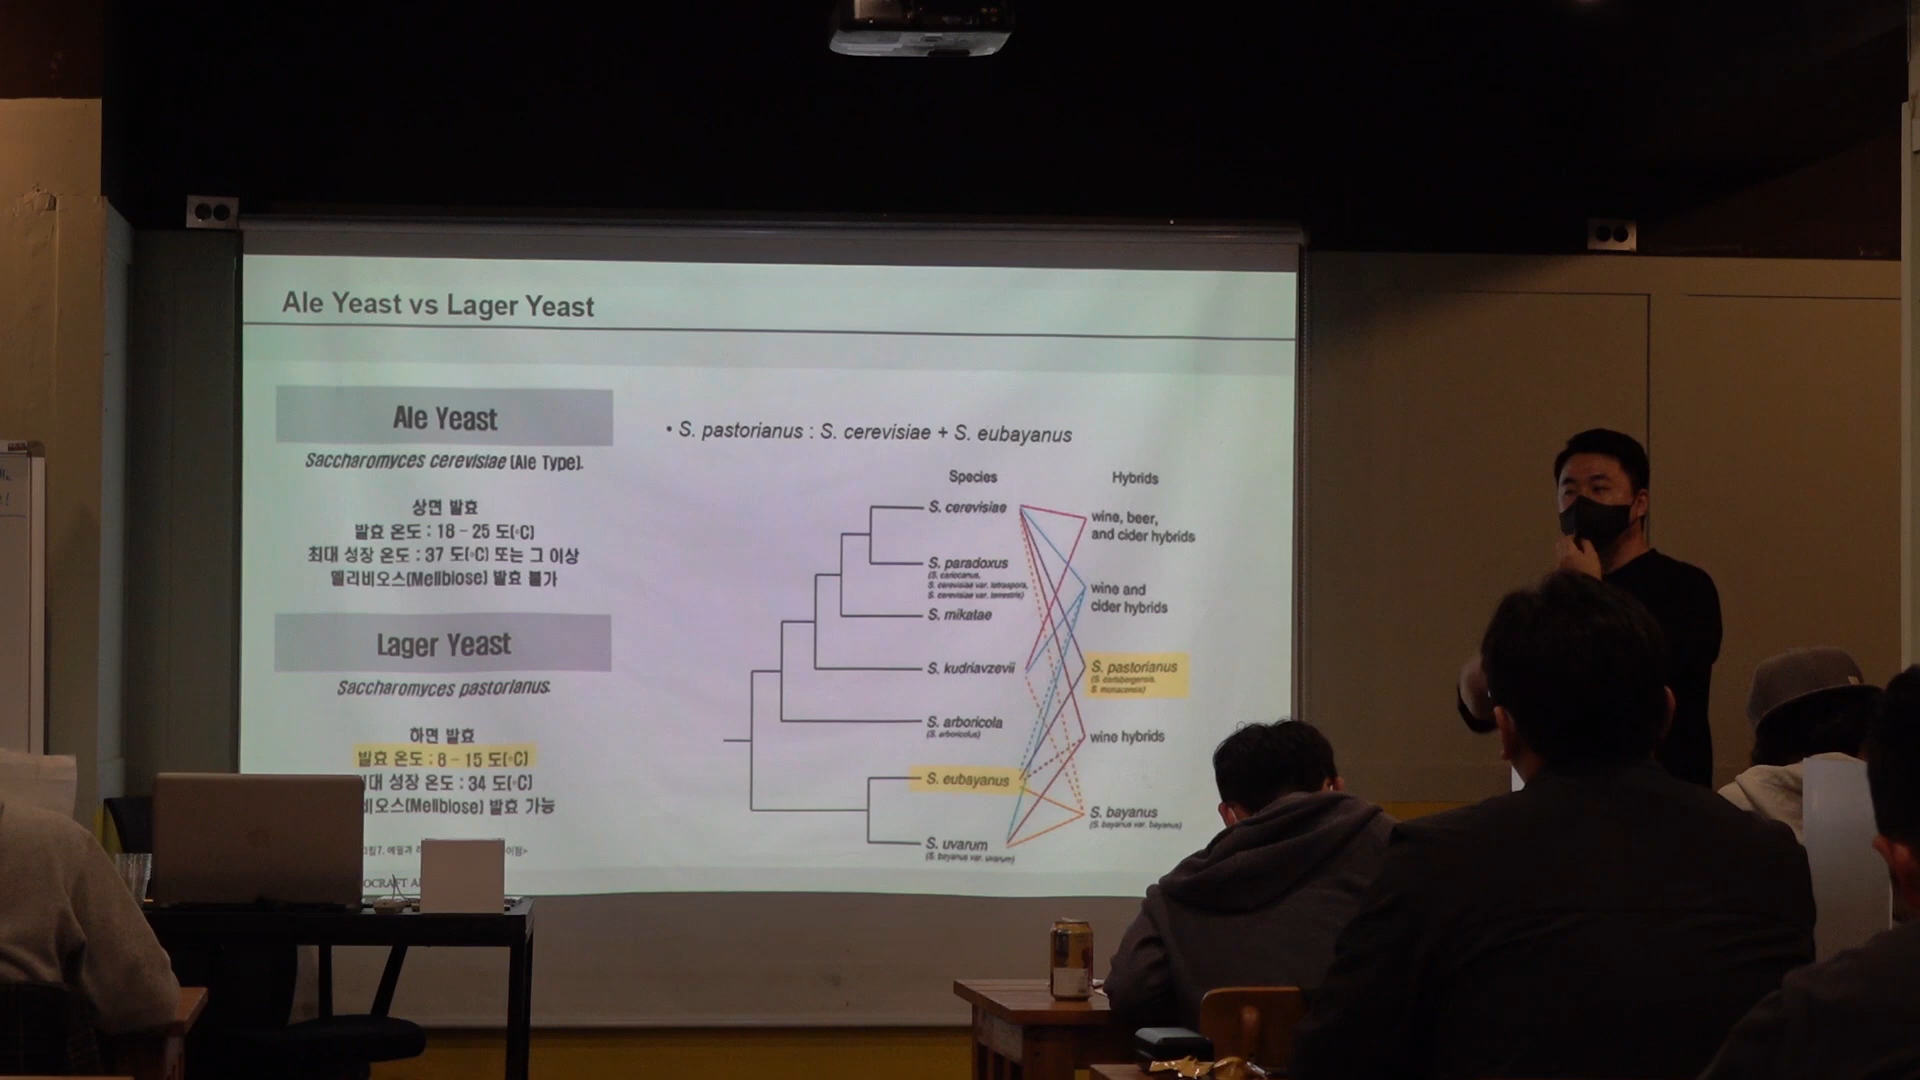 Ale Yeast vs Lager Yeast
Ale Yeast
Saccharomyces cerevisiae (Ale Type).
상면 발효
발효 온도 : 18 – 25 도(◦C)
최대 성장 온도 : 37 도(◦C) 또는 그 이상
멜리비오스(Melibiose) 발효 불가
Lager Yeast
Saccharomyces pastorianus.
하면 발효
발효 온도 : 8 – 15 도(◦C)
대 성장 온도 : 34 도(◦C)
비오스(Melibiose) 발효 가능
• S. pastorianus : S. cerevisiae + S. eubayanus
Species
Hybrids
S. cerevisiae
S. paradoxus
(S. cariocanus,
S. cerevisiae var. tetraspora,
S. cerevisiae var. terrestris)
S. mikatae
S. kudriavzevii
S. arboricola
(S. arboricolus)
S. eubayanus
S. uvarum
(S. bayanus var. uvarum)
wine, beer,
and cider hybrids
wine and
cider hybrids
S. pastorianus
(S. carlsbergensis,
S. monacensis)
wine hybrids
S. bayanus
(S. bayanus var. bayanus)